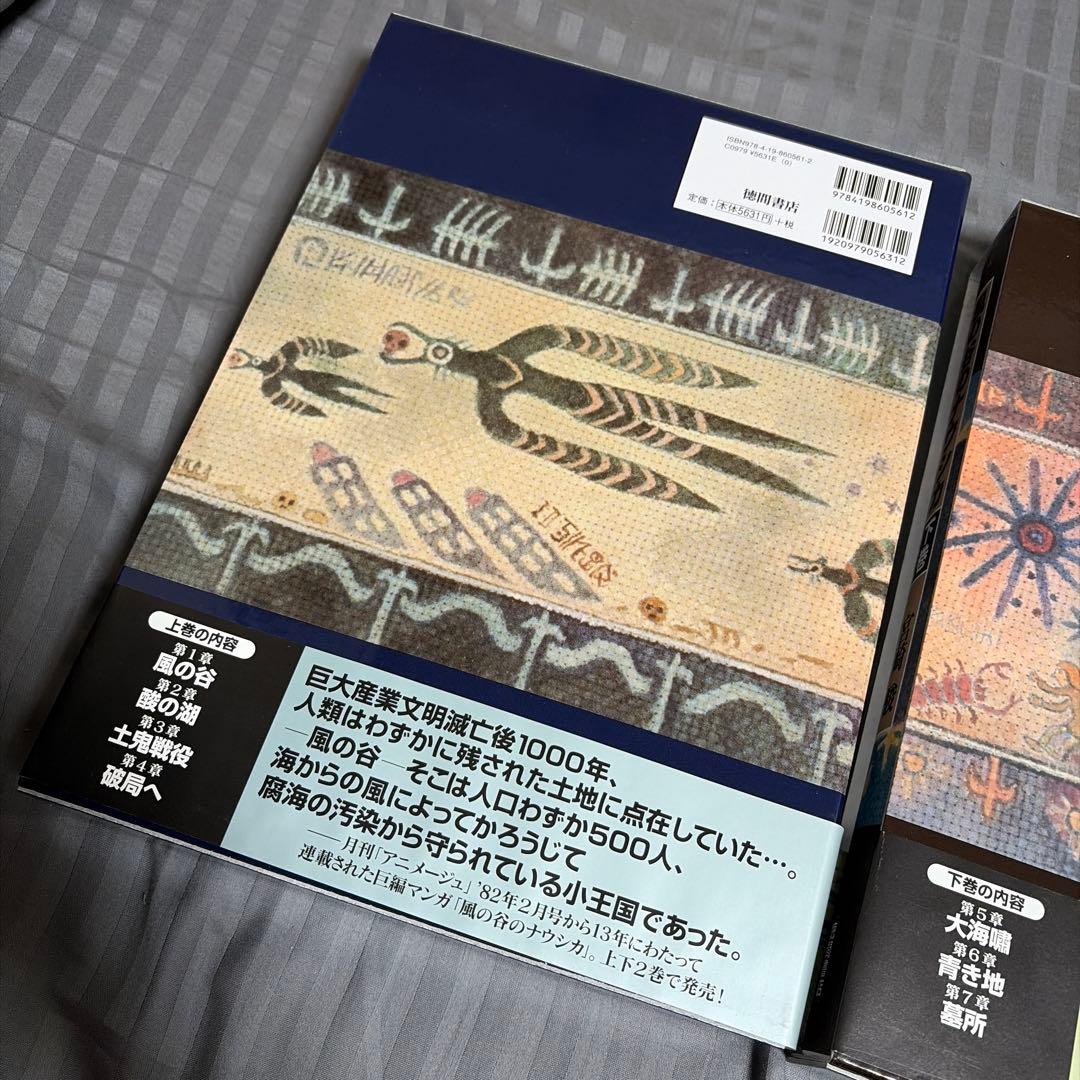 ISBN978-4-19-860561-2
C0979 ¥5631E (0)
徳間書店
定価：本体5631円+税
9784198605612
1920979056312
上巻の内容
第1章
風の谷
第2章
酸の湖
第3章
土鬼戦役
第4章
破局へ
巨大産業文明滅亡後1000年、
人類はわずかに残された土地に点在していた…。
―風の谷―そこは人口わずか500人、
海からの風によってかろうじて
腐海の汚染から守られている小王国であった。
――月刊「アニメージュ」'82年2月号から13年にわたって
連載された巨編マンガ「風の谷のナウシカ」。上下2巻で発売！
下巻
下巻の内容
第5章
大海嘯
第6章
青き地
第7章
墓所